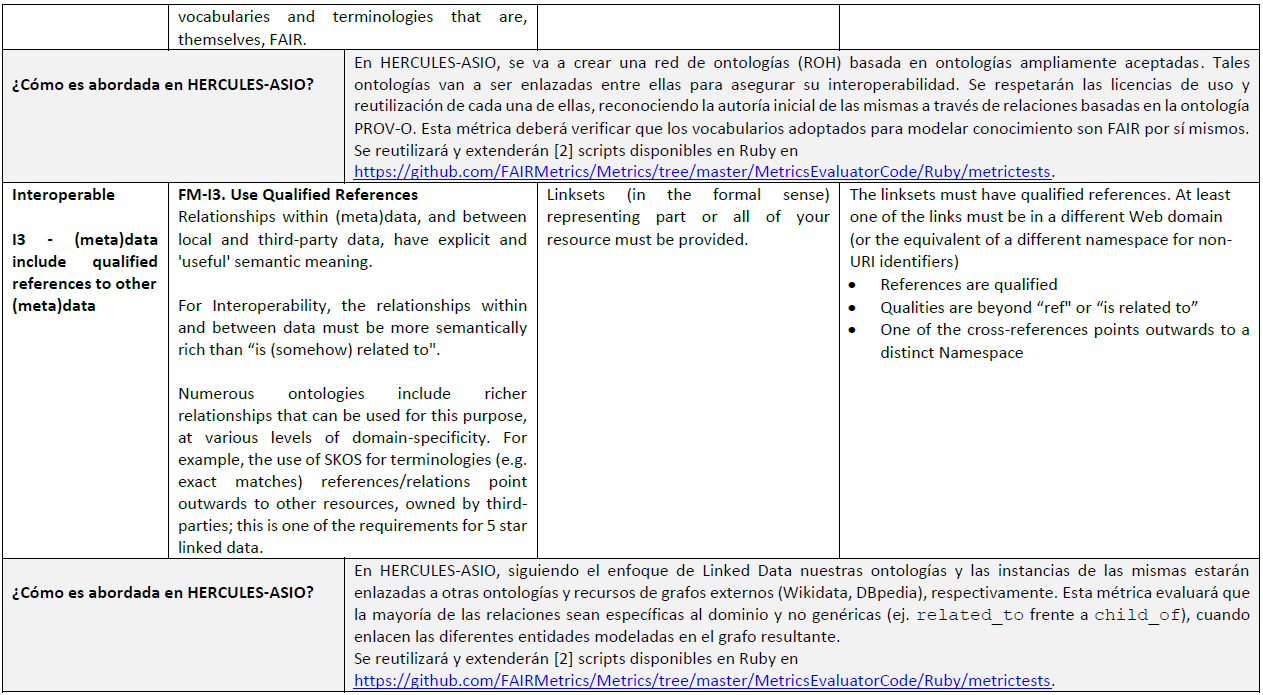 vocabularies and terminologies that are,
themselves, FAIR.
¿Cómo es abordada en HERCULES-ASIO?
En HERCULES-ASIO, se va a crear una red de ontologías (ROH) basada en ontologías ampliamente aceptadas. Tales
ontologías van a ser enlazadas entre ellas para asegurar su interoperabilidad. Se respetarán las licencias de uso y
reutilización de cada una de ellas, reconociendo la autoría inicial de las mismas a través de relaciones basadas en la ontología
PROV-O. Esta métrica deberá verificar que los vocabularios adoptados para modelar conocimiento son FAIR por sí mismos.
Se reutilizará y extenderán [2] scripts disponibles en Ruby en
https://github.com/FAIRMetrics/Metrics/tree/master/MetricsEvaluatorCode/Ruby/metrictests.
Interoperable
I3 - (meta)data
include qualified
references to other
(meta)data
FM-I3. Use Qualified References
Relationships within (meta)data, and between
local and third-party data, have explicit and
'useful' semantic meaning.
For Interoperability, the relationships within
and between data must be more semantically
rich than “is (somehow) related to".
Numerous ontologies include richer
relationships that can be used for this purpose,
at various levels of domain-specificity. For
example, the use of SKOS for terminologies (e.g.
exact matches) references/relations point
outwards to other resources, owned by third-
parties; this is one of the requirements for 5 star
linked data.
Linksets (in the formal sense)
representing part or all of your
resource must be provided.
The linksets must have qualified references. At least
one of the links must be in a different Web domain
(or the equivalent of a different namespace for non-
URI identifiers)
• References are qualified
• Qualities are beyond “ref" or “is related to”
• One of the cross-references points outwards to a
distinct Namespace
¿Cómo es abordada en HERCULES-ASIO?
En HERCULES-ASIO, siguiendo el enfoque de Linked Data nuestras ontologías y las instancias de las mismas estarán
enlazadas a otras ontologías y recursos de grafos externos (Wikidata, DBpedia), respectivamente. Esta métrica evaluará que
la mayoría de las relaciones sean específicas al dominio y no genéricas (ej. related_to frente a child_of), cuando
enlacen las diferentes entidades modeladas en el grafo resultante.
Se reutilizará y extenderán [2] scripts disponibles en Ruby en
https://github.com/FAIRMetrics/Metrics/tree/master/MetricsEvaluatorCode/Ruby/metrictests.